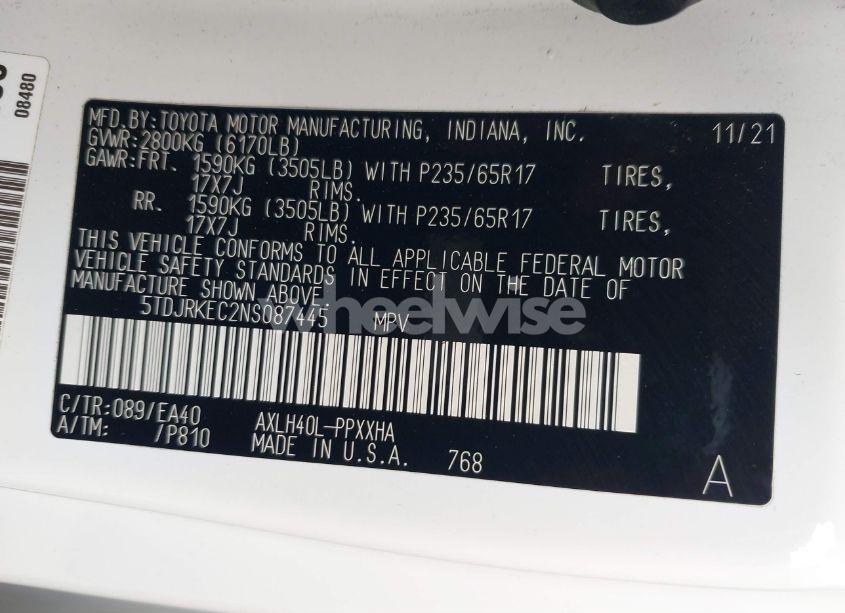 08480
MFD.BY:TOYOTA MOTOR MANUFACTURING, INDIANA, INC. 11/21
GVWR:2800KG (6170LB)
GAWR:FRT. 1590KG (3505LB) WITH P235/65R17 TIRES,
17X7J RIMS.
RR. 1590KG (3505LB) WITH P235/65R17 TIRES,
17X7J RIMS.
THIS VEHICLE CONFORMS TO ALL APPLICABLE FEDERAL MOTOR
VEHICLE SAFETY STANDARDS IN EFFECT ON THE DATE OF
MANUFACTURE SHOWN ABOVE.
5TDJRKEC2NS087445 MPV
wheelwise
C/TR:089/EA40 AXLH40L-PPXXHA
A/TM: /P810 MADE IN U.S.A. 768
A